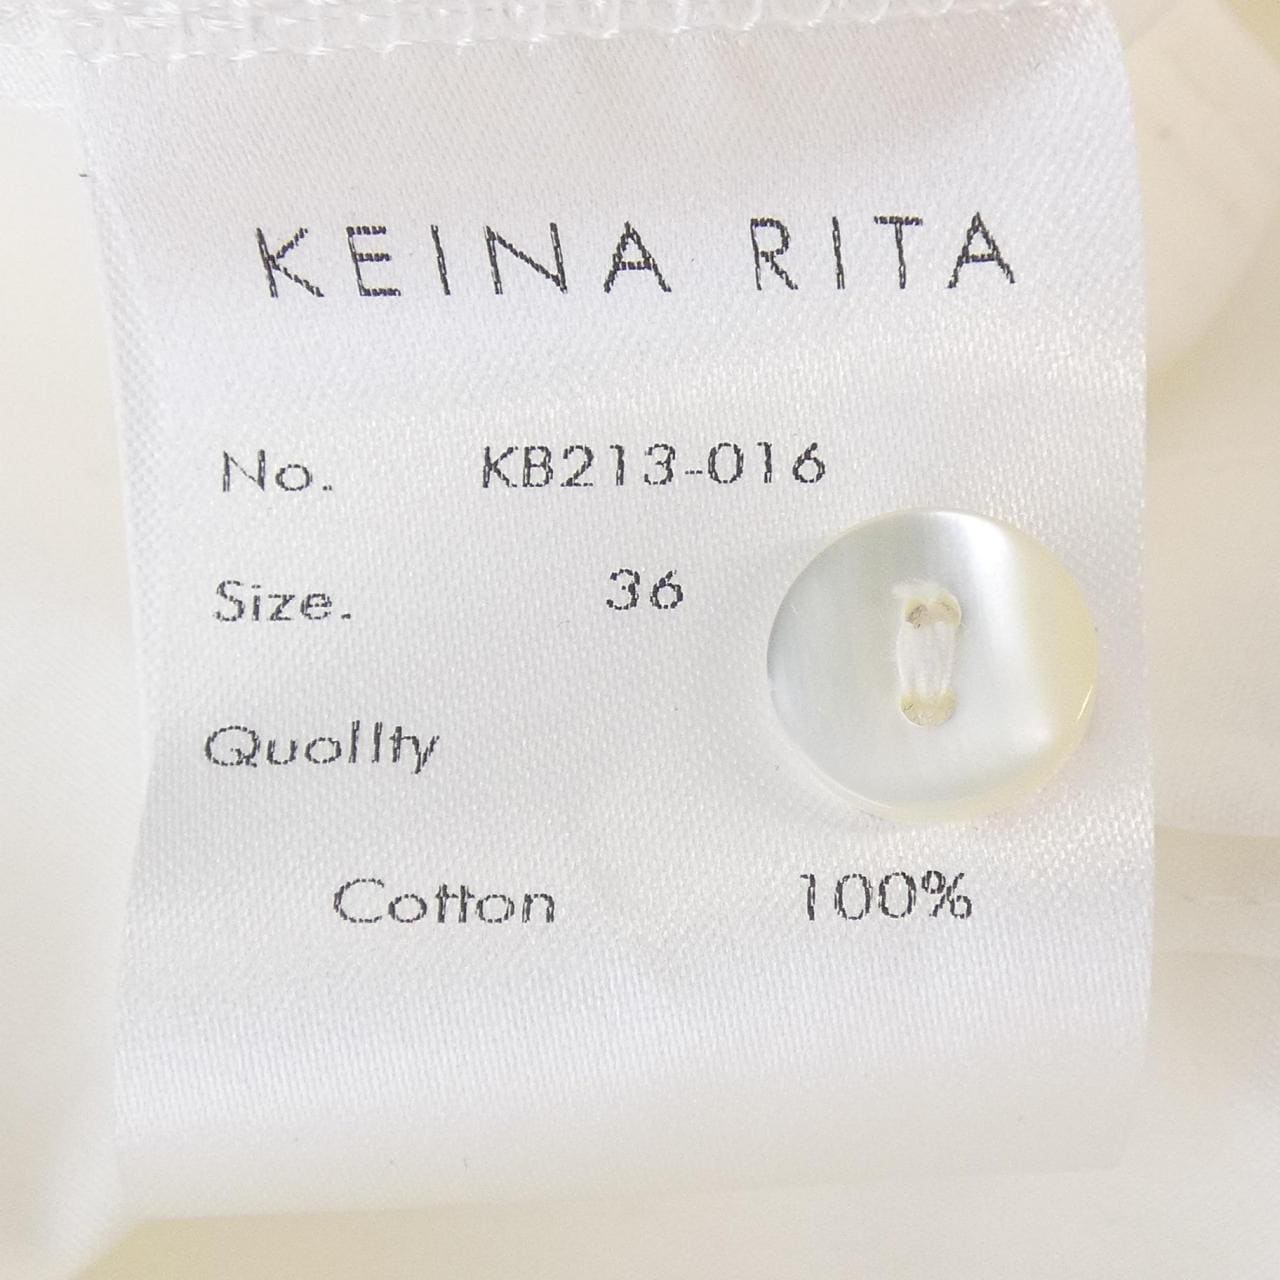 KEINA RITA
No. KB213-016
Size. 36
Quollty
Cotton 100%